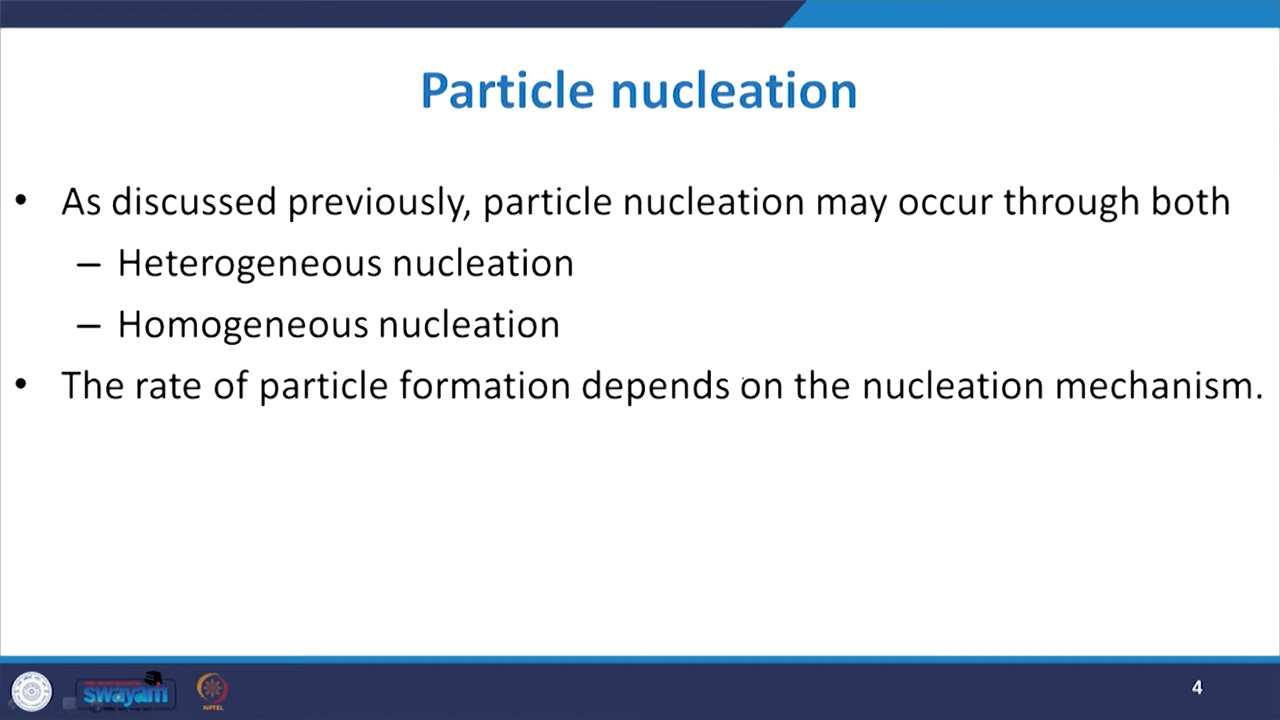 Particle nucleation
• As discussed previously, particle nucleation may occur through both
– Heterogeneous nucleation
– Homogeneous nucleation
• The rate of particle formation depends on the nucleation mechanism.
swayam
NPTEL
4